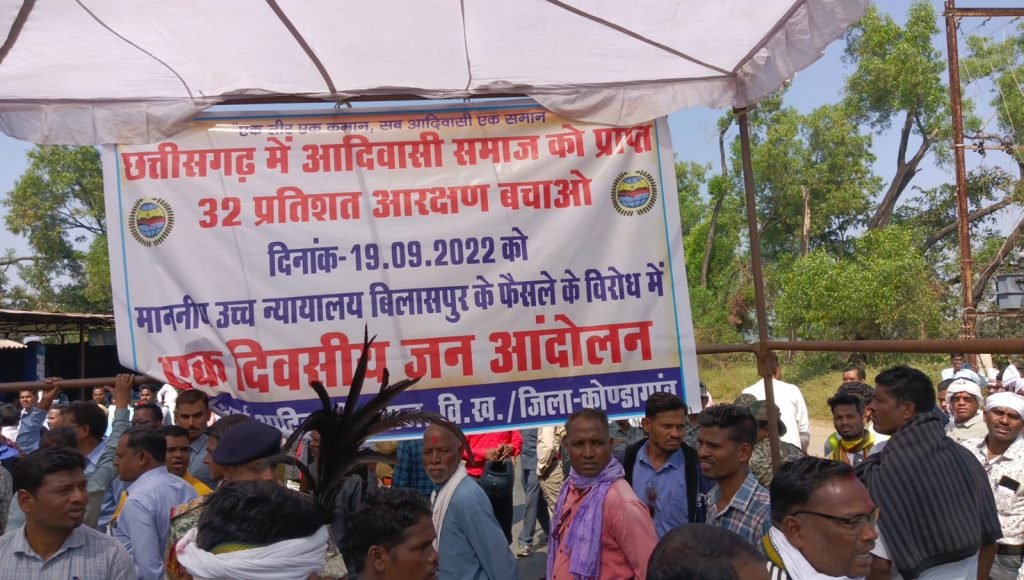 "एक तीर एक कमान, सब आदिवासी एक समान"
छत्तीसगढ़ में आदिवासी समाज को प्राप्त
32 प्रतिशत आरक्षण बचाओ
दिनांक- 19.09.2022 को
माननीय उच्च न्यायालय बिलासपुर के फैसले के विरोध में
एक दिवसीय जन आंदोलन
वि.ख./जिला-कोण्डागांव